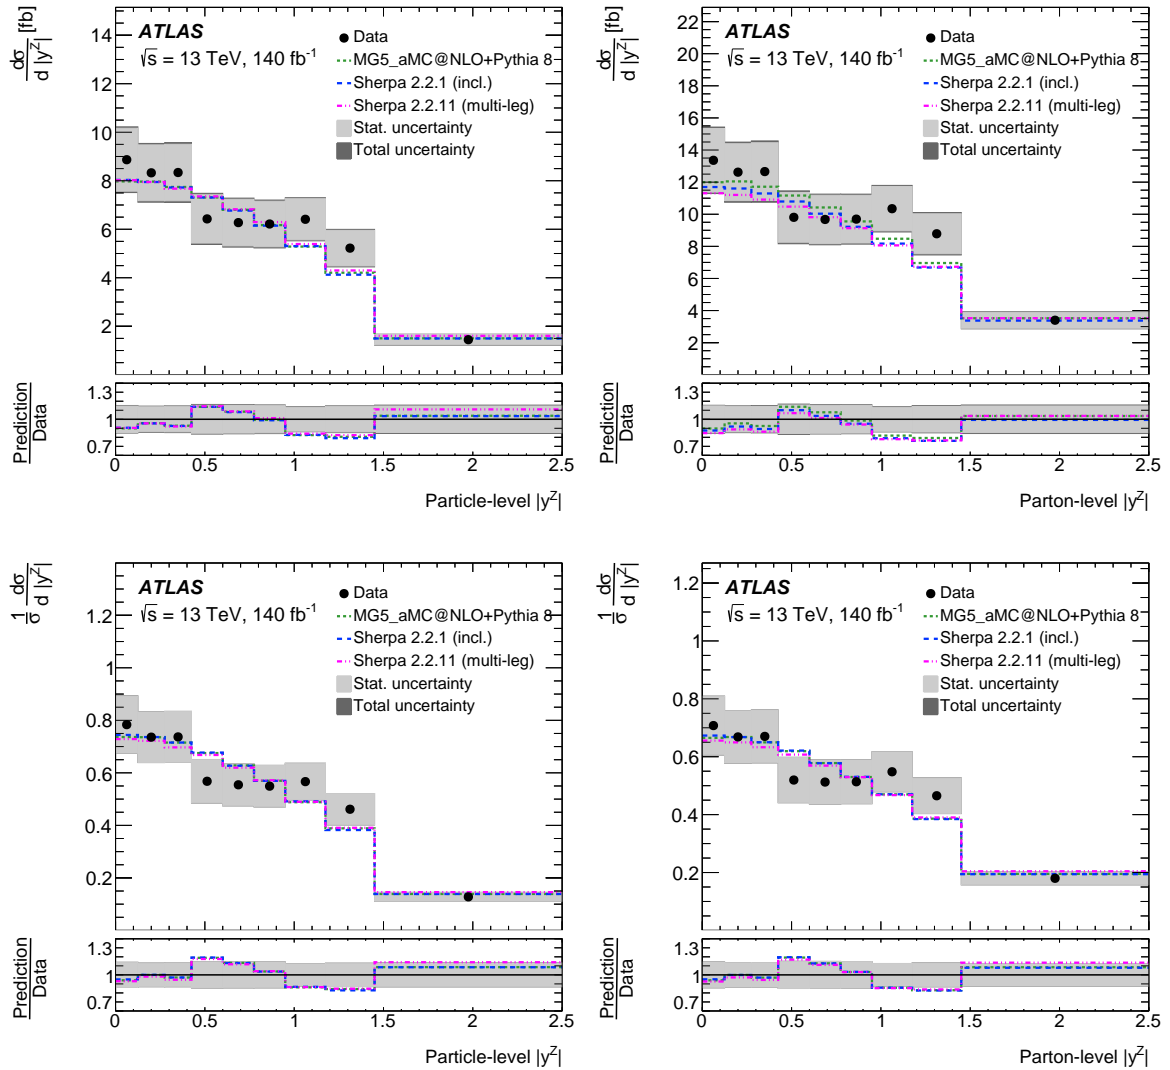 dσ
d |y^Z| [fb]
14
12
10
8
6
4
2
ATLAS
√s = 13 TeV, 140 fb⁻¹
Data
MG5_aMC@NLO+Pythia 8
Sherpa 2.2.1 (incl.)
Sherpa 2.2.11 (multi-leg)
Stat. uncertainty
Total uncertainty
Prediction
Data
1.3
1
0.7
0 0.5 1 1.5 2 2.5
Particle-level |y^Z|
dσ
d |y^Z| [fb]
22
20
18
16
14
12
10
8
6
4
2
ATLAS
√s = 13 TeV, 140 fb⁻¹
Data
MG5_aMC@NLO+Pythia 8
Sherpa 2.2.1 (incl.)
Sherpa 2.2.11 (multi-leg)
Stat. uncertainty
Total uncertainty
Prediction
Data
1.3
1
0.7
0 0.5 1 1.5 2 2.5
Parton-level |y^Z|
1 dσ
σ d |y^Z|
1.2
1
0.8
0.6
0.4
0.2
ATLAS
√s = 13 TeV, 140 fb⁻¹
Data
MG5_aMC@NLO+Pythia 8
Sherpa 2.2.1 (incl.)
Sherpa 2.2.11 (multi-leg)
Stat. uncertainty
Total uncertainty
Prediction
Data
1.3
1
0.7
0 0.5 1 1.5 2 2.5
Particle-level |y^Z|
1 dσ
σ d |y^Z|
1.2
1
0.8
0.6
0.4
0.2
ATLAS
√s = 13 TeV, 140 fb⁻¹
Data
MG5_aMC@NLO+Pythia 8
Sherpa 2.2.1 (incl.)
Sherpa 2.2.11 (multi-leg)
Stat. uncertainty
Total uncertainty
Prediction
Data
1.3
1
0.7
0 0.5 1 1.5 2 2.5
Parton-level |y^Z|